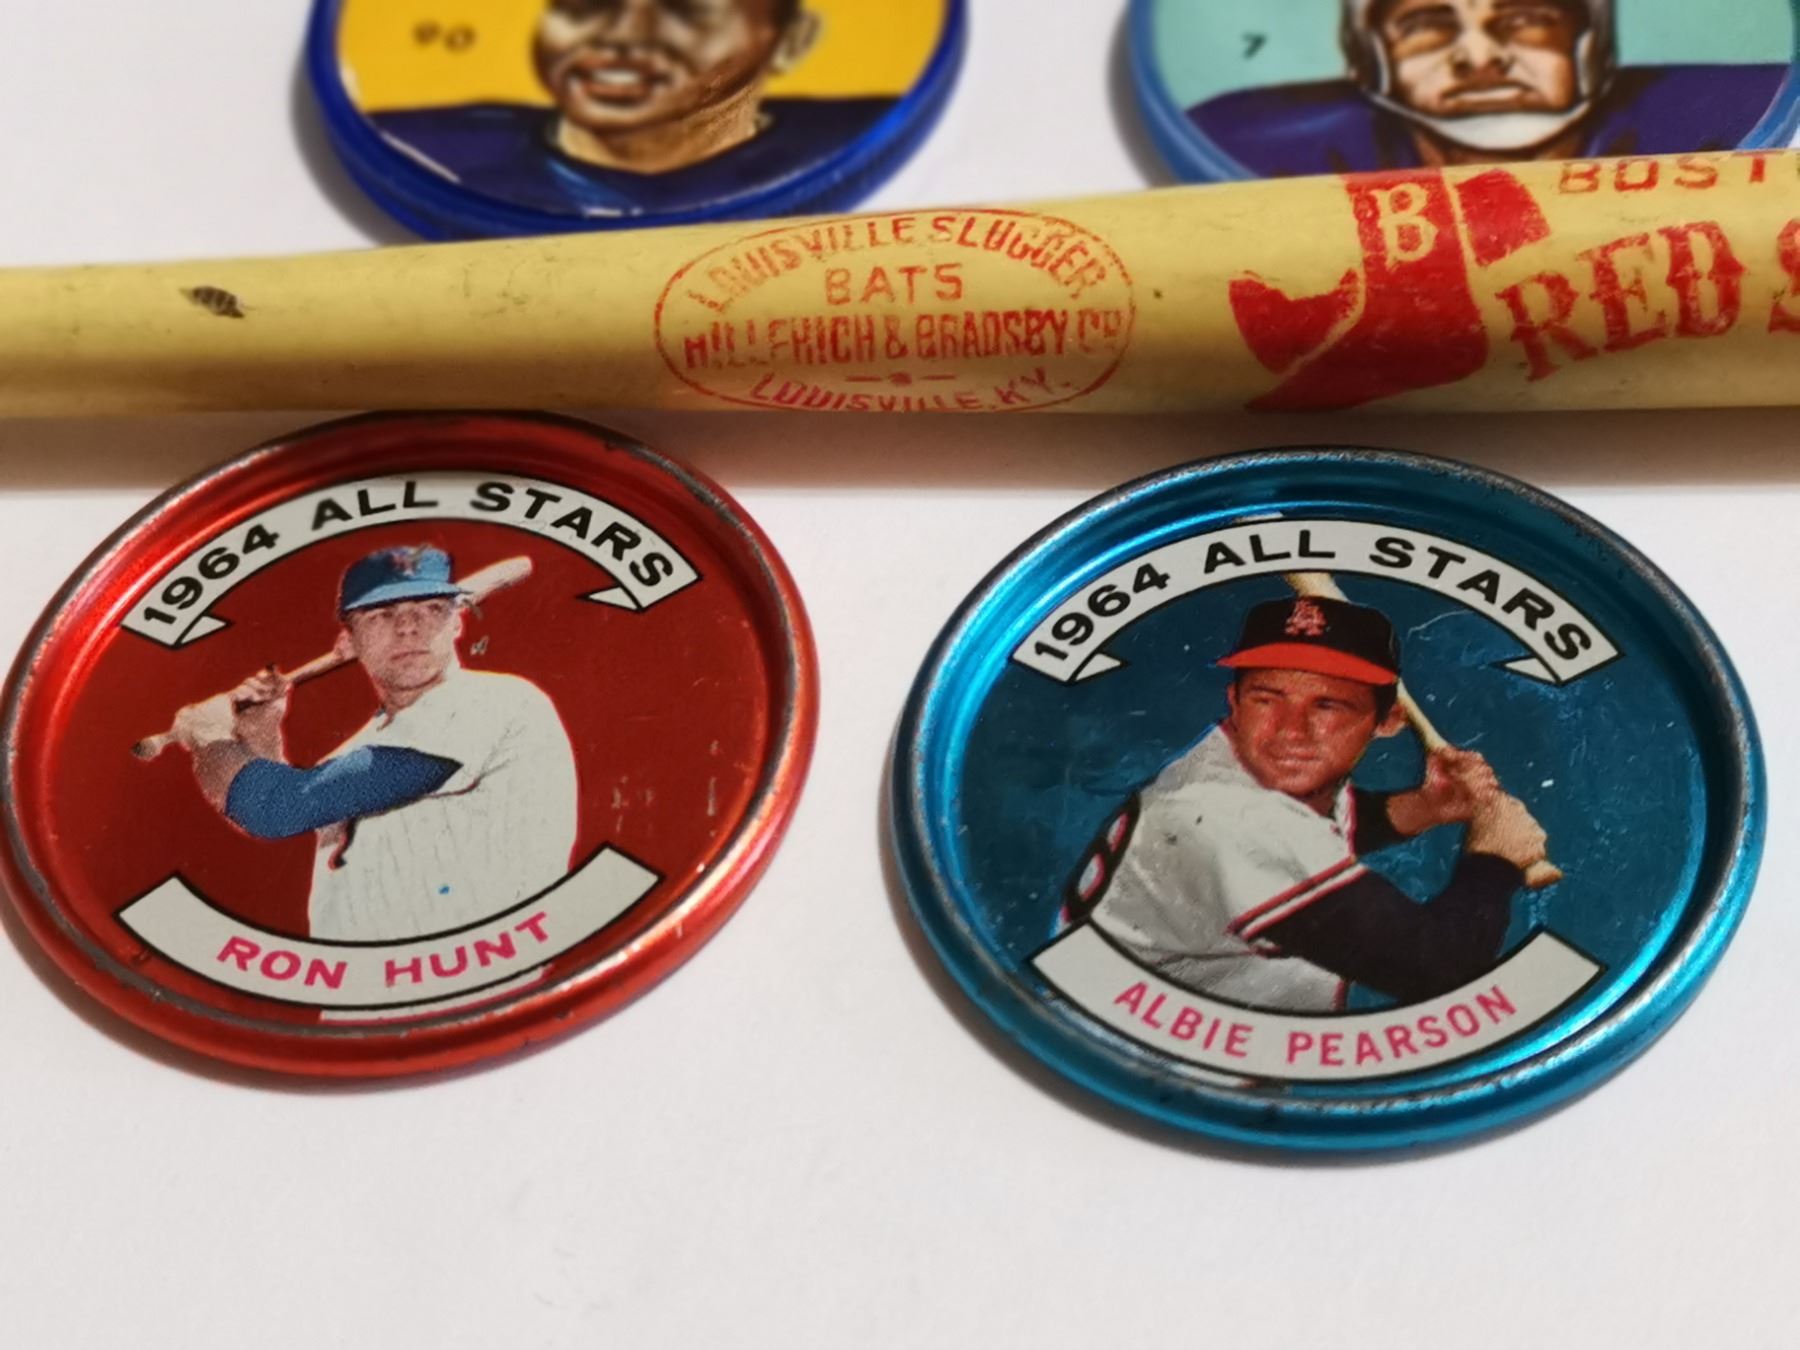 90
7
LOUISVILLE SLUGGER
BATS
HILLERICH & BRADSBY CO
LOUISVILLE, KY.
B
BOST
RED S
1964 ALL STARS
RON HUNT
1964 ALL STARS
A
8
ALBIE PEARSON